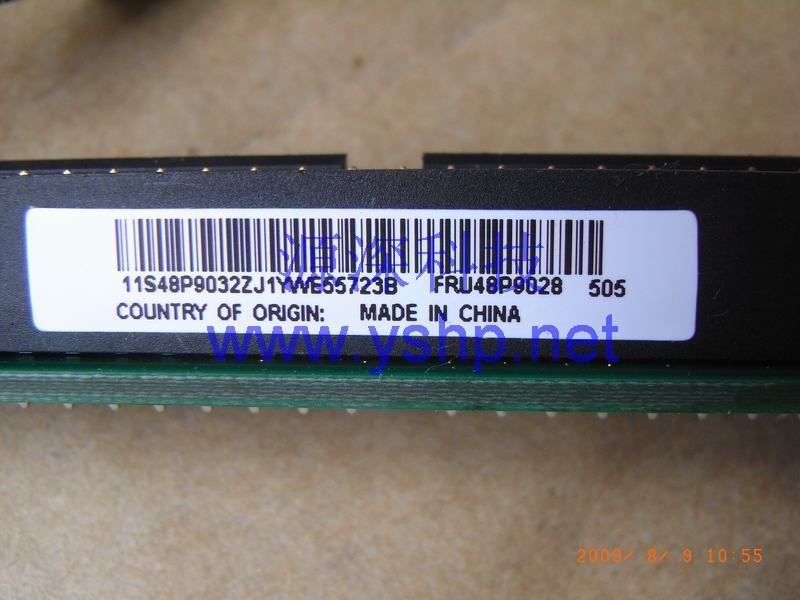 源深科技
11S48P9032ZJ1YWE55723B FRU48P9028 505
COUNTRY OF ORIGIN: MADE IN CHINA
www.yshp.net
2009/ 8/ 9 10:55